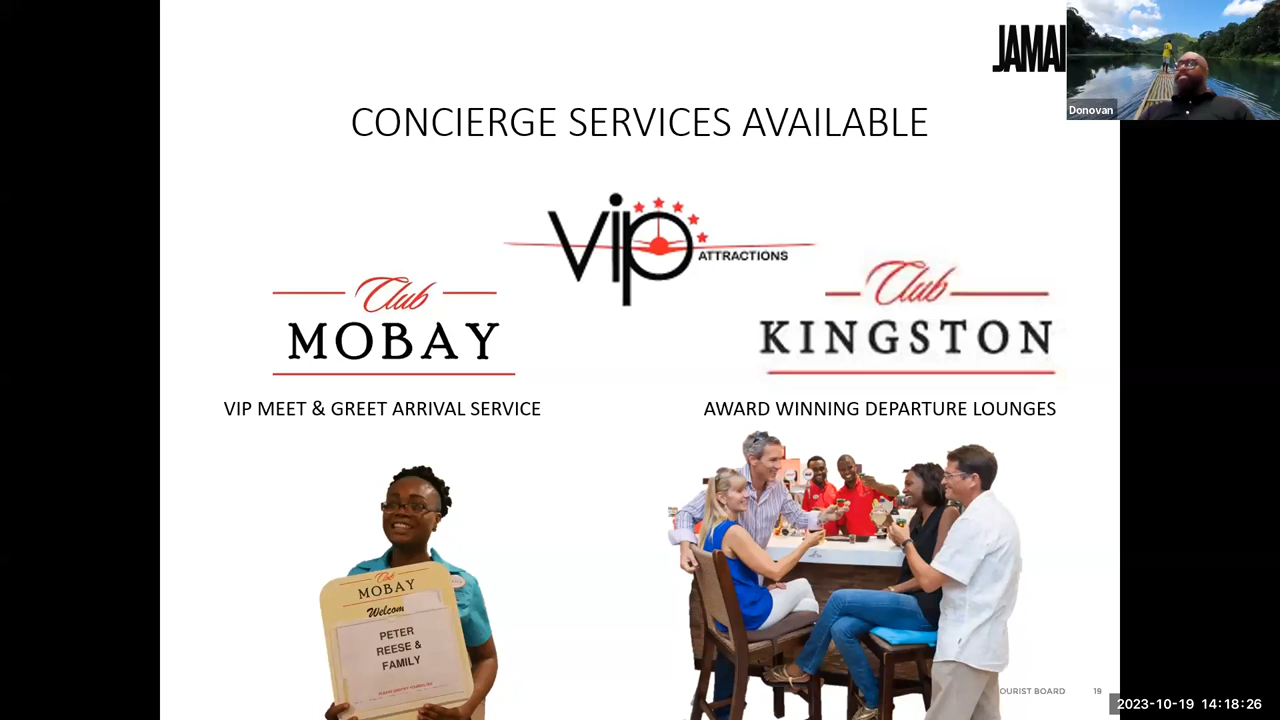 JAMAI
Donovan
CONCIERGE SERVICES AVAILABLE
vip
ATTRACTIONS
Club
MOBAY
Club
KINGSTON
VIP MEET & GREET ARRIVAL SERVICE
AWARD WINNING DEPARTURE LOUNGES
Club
MOBAY
Welcom
PETER
REESE &
FAMILY
OURIST BOARD
19
2023-10-19 14:18:26